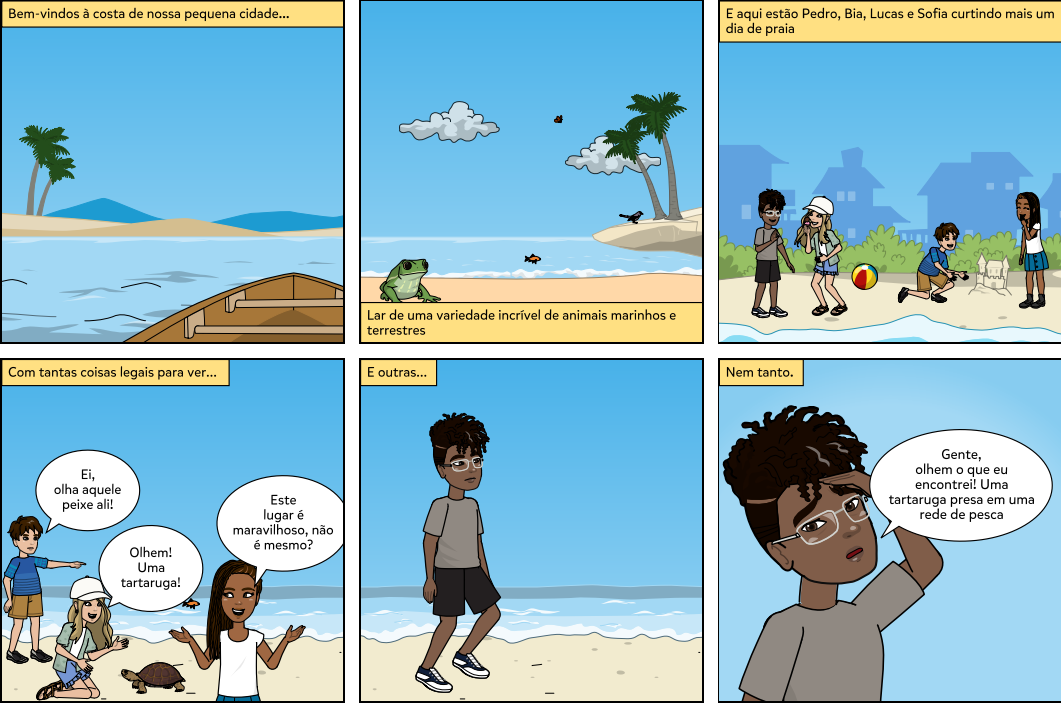 Bem-vindos à costa de nossa pequena cidade...
Lar de uma variedade incrível de animais marinhos e
terrestres
E aqui estão Pedro, Bia, Lucas e Sofia curtindo mais um
dia de praia
Com tantas coisas legais para ver...
Ei,
olha aquele
peixe ali!
Olhem!
Uma
tartaruga!
Este
lugar é
maravilhoso, não
é mesmo?
E outras...
Nem tanto.
Gente,
olhem o que eu
encontrei! Uma
tartaruga presa em uma
rede de pesca